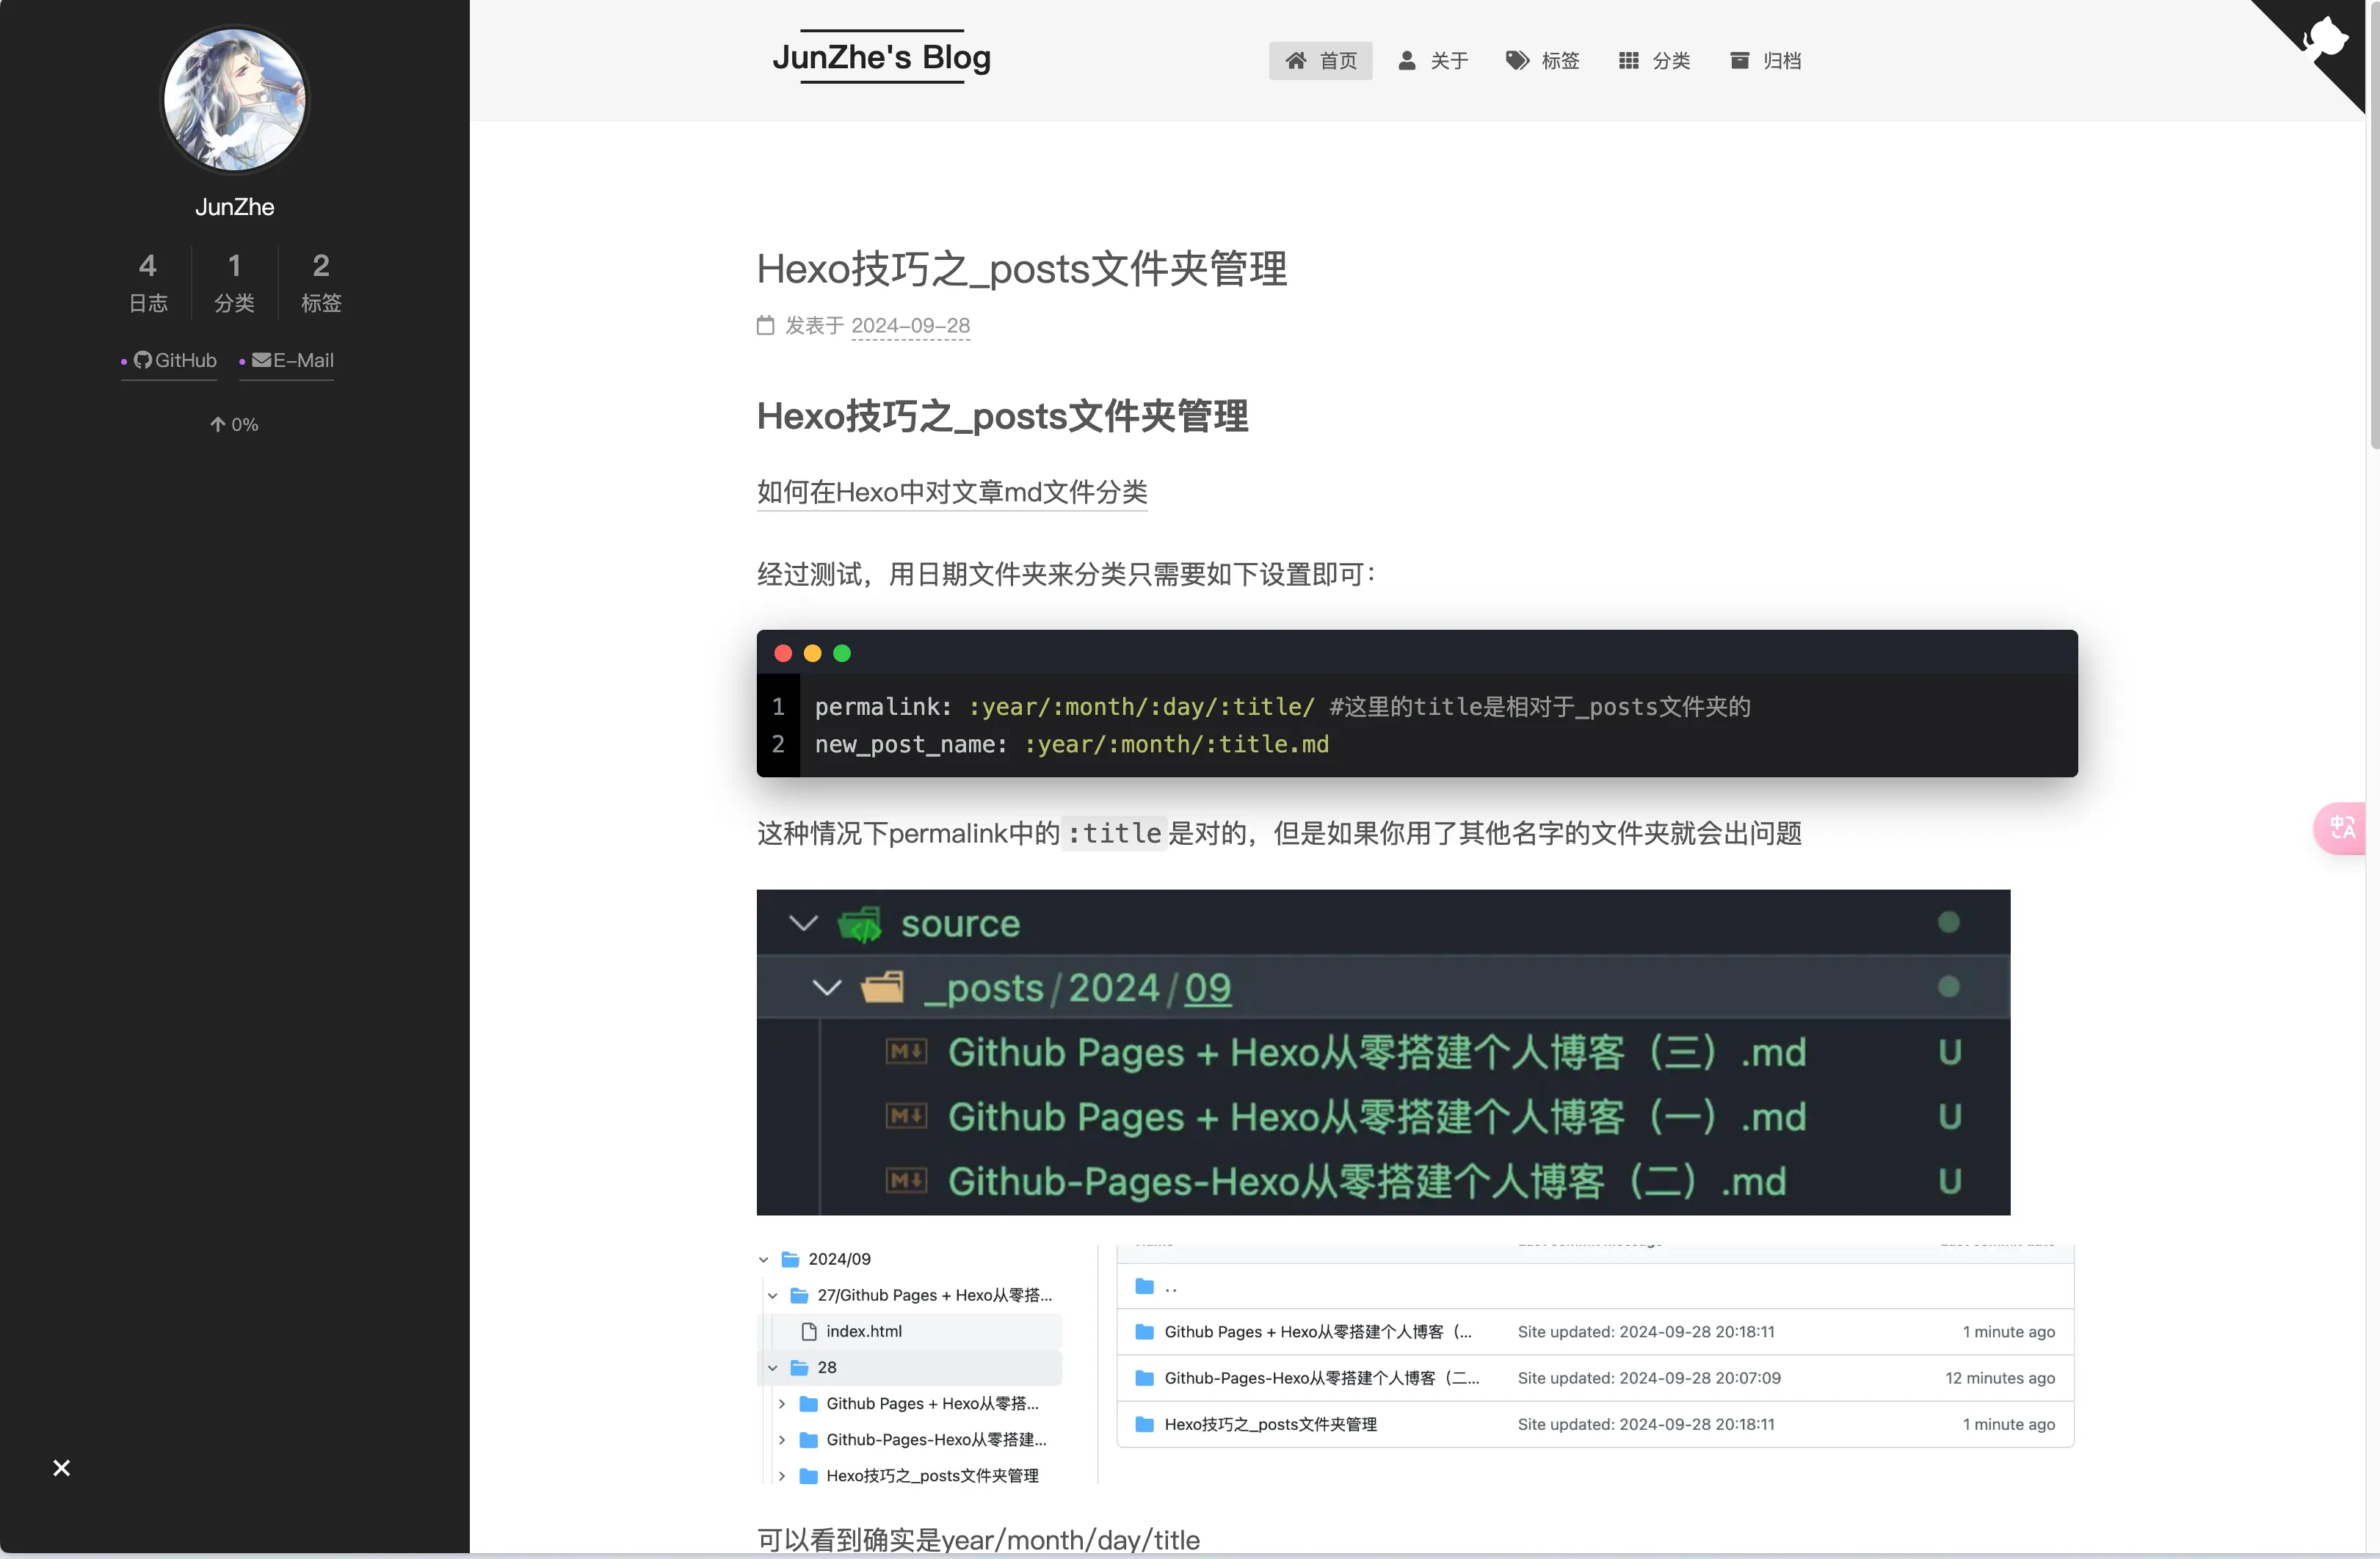 JunZhe
4
日志
1
分类
2
标签
GitHub
E-Mail
0%
JunZhe's Blog
首页
关于
标签
分类
归档
Hexo技巧之_posts文件夹管理
发表于 2024-09-28
Hexo技巧之_posts文件夹管理
如何在Hexo中对文章md文件分类
经过测试，用日期文件夹来分类只需要如下设置即可：
1 permalink: :year/:month/:day/:title/ #这里的title是相对于_posts文件夹的
2 new_post_name: :year/:month/:title.md
这种情况下permalink中的:title是对的，但是如果你用了其他名字的文件夹就会出问题
source
_posts/2024/09
Github Pages + Hexo从零搭建个人博客（三）.md U
Github Pages + Hexo从零搭建个人博客（一）.md U
Github-Pages-Hexo从零搭建个人博客（二）.md U
2024/09
27/Github Pages + Hexo从零搭...
index.html
28
Github Pages + Hexo从零搭...
Github-Pages-Hexo从零搭建...
Hexo技巧之_posts文件夹管理
..
Github Pages + Hexo从零搭建个人博客（... Site updated: 2024-09-28 20:18:11 1 minute ago
Github-Pages-Hexo从零搭建个人博客（二... Site updated: 2024-09-28 20:07:09 12 minutes ago
Hexo技巧之_posts文件夹管理 Site updated: 2024-09-28 20:18:11 1 minute ago
可以看到确实是year/month/day/title
中A